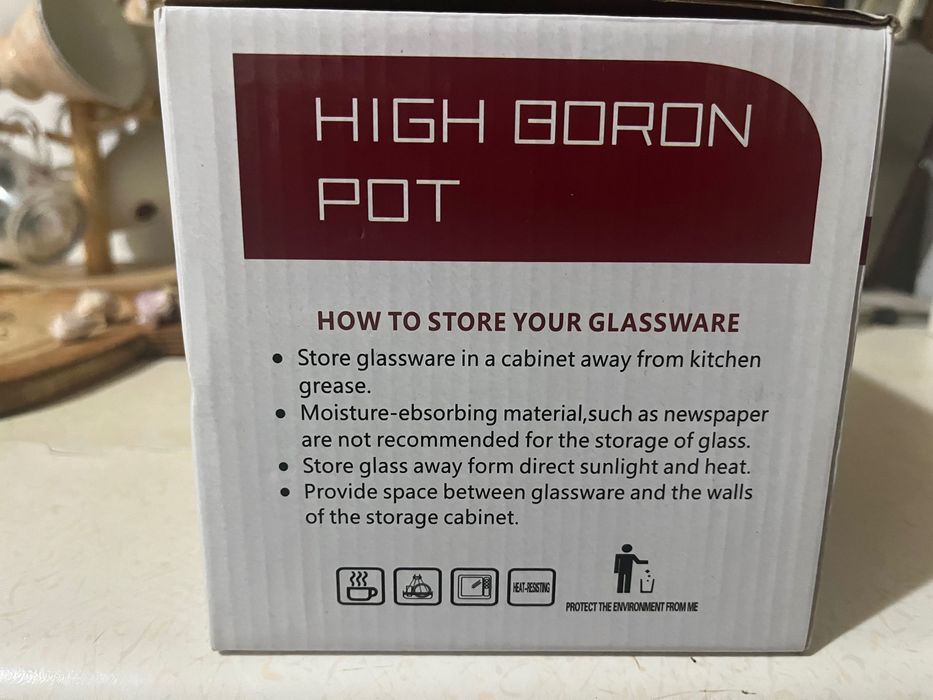 HIGH BORON
POT
HOW TO STORE YOUR GLASSWARE
• Store glassware in a cabinet away from kitchen
grease.
• Moisture-ebsorbing material,such as newspaper
are not recommended for the storage of glass.
• Store glass away form direct sunlight and heat.
• Provide space between glassware and the walls
of the storage cabinet.
HEAT-RESISTING
PROTECT THE ENVIRONMENT FROM ME